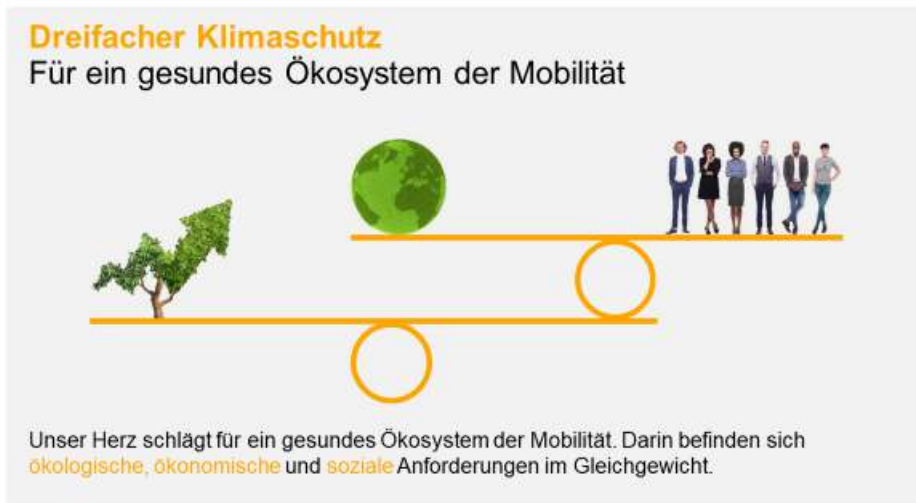 Dreifacher Klimaschutz
Für ein gesundes Ökosystem der Mobilität
Unser Herz schlägt für ein gesundes Ökosystem der Mobilität. Darin befinden sich
ökologische, ökonomische und soziale Anforderungen im Gleichgewicht.